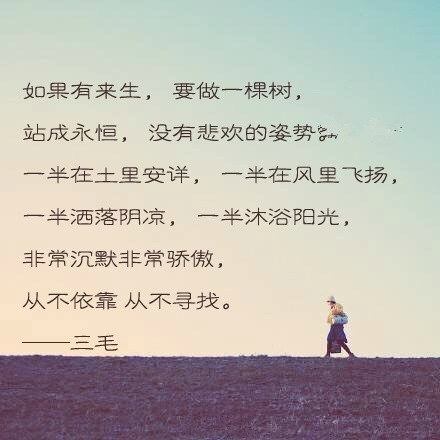 如果有来生， 要做一棵树，
站成永恒， 没有悲欢的姿势。
一半在土里安详， 一半在风里飞扬，
一半洒落阴凉， 一半沐浴阳光，
非常沉默非常骄傲，
从不依靠 从不寻找。
——三毛